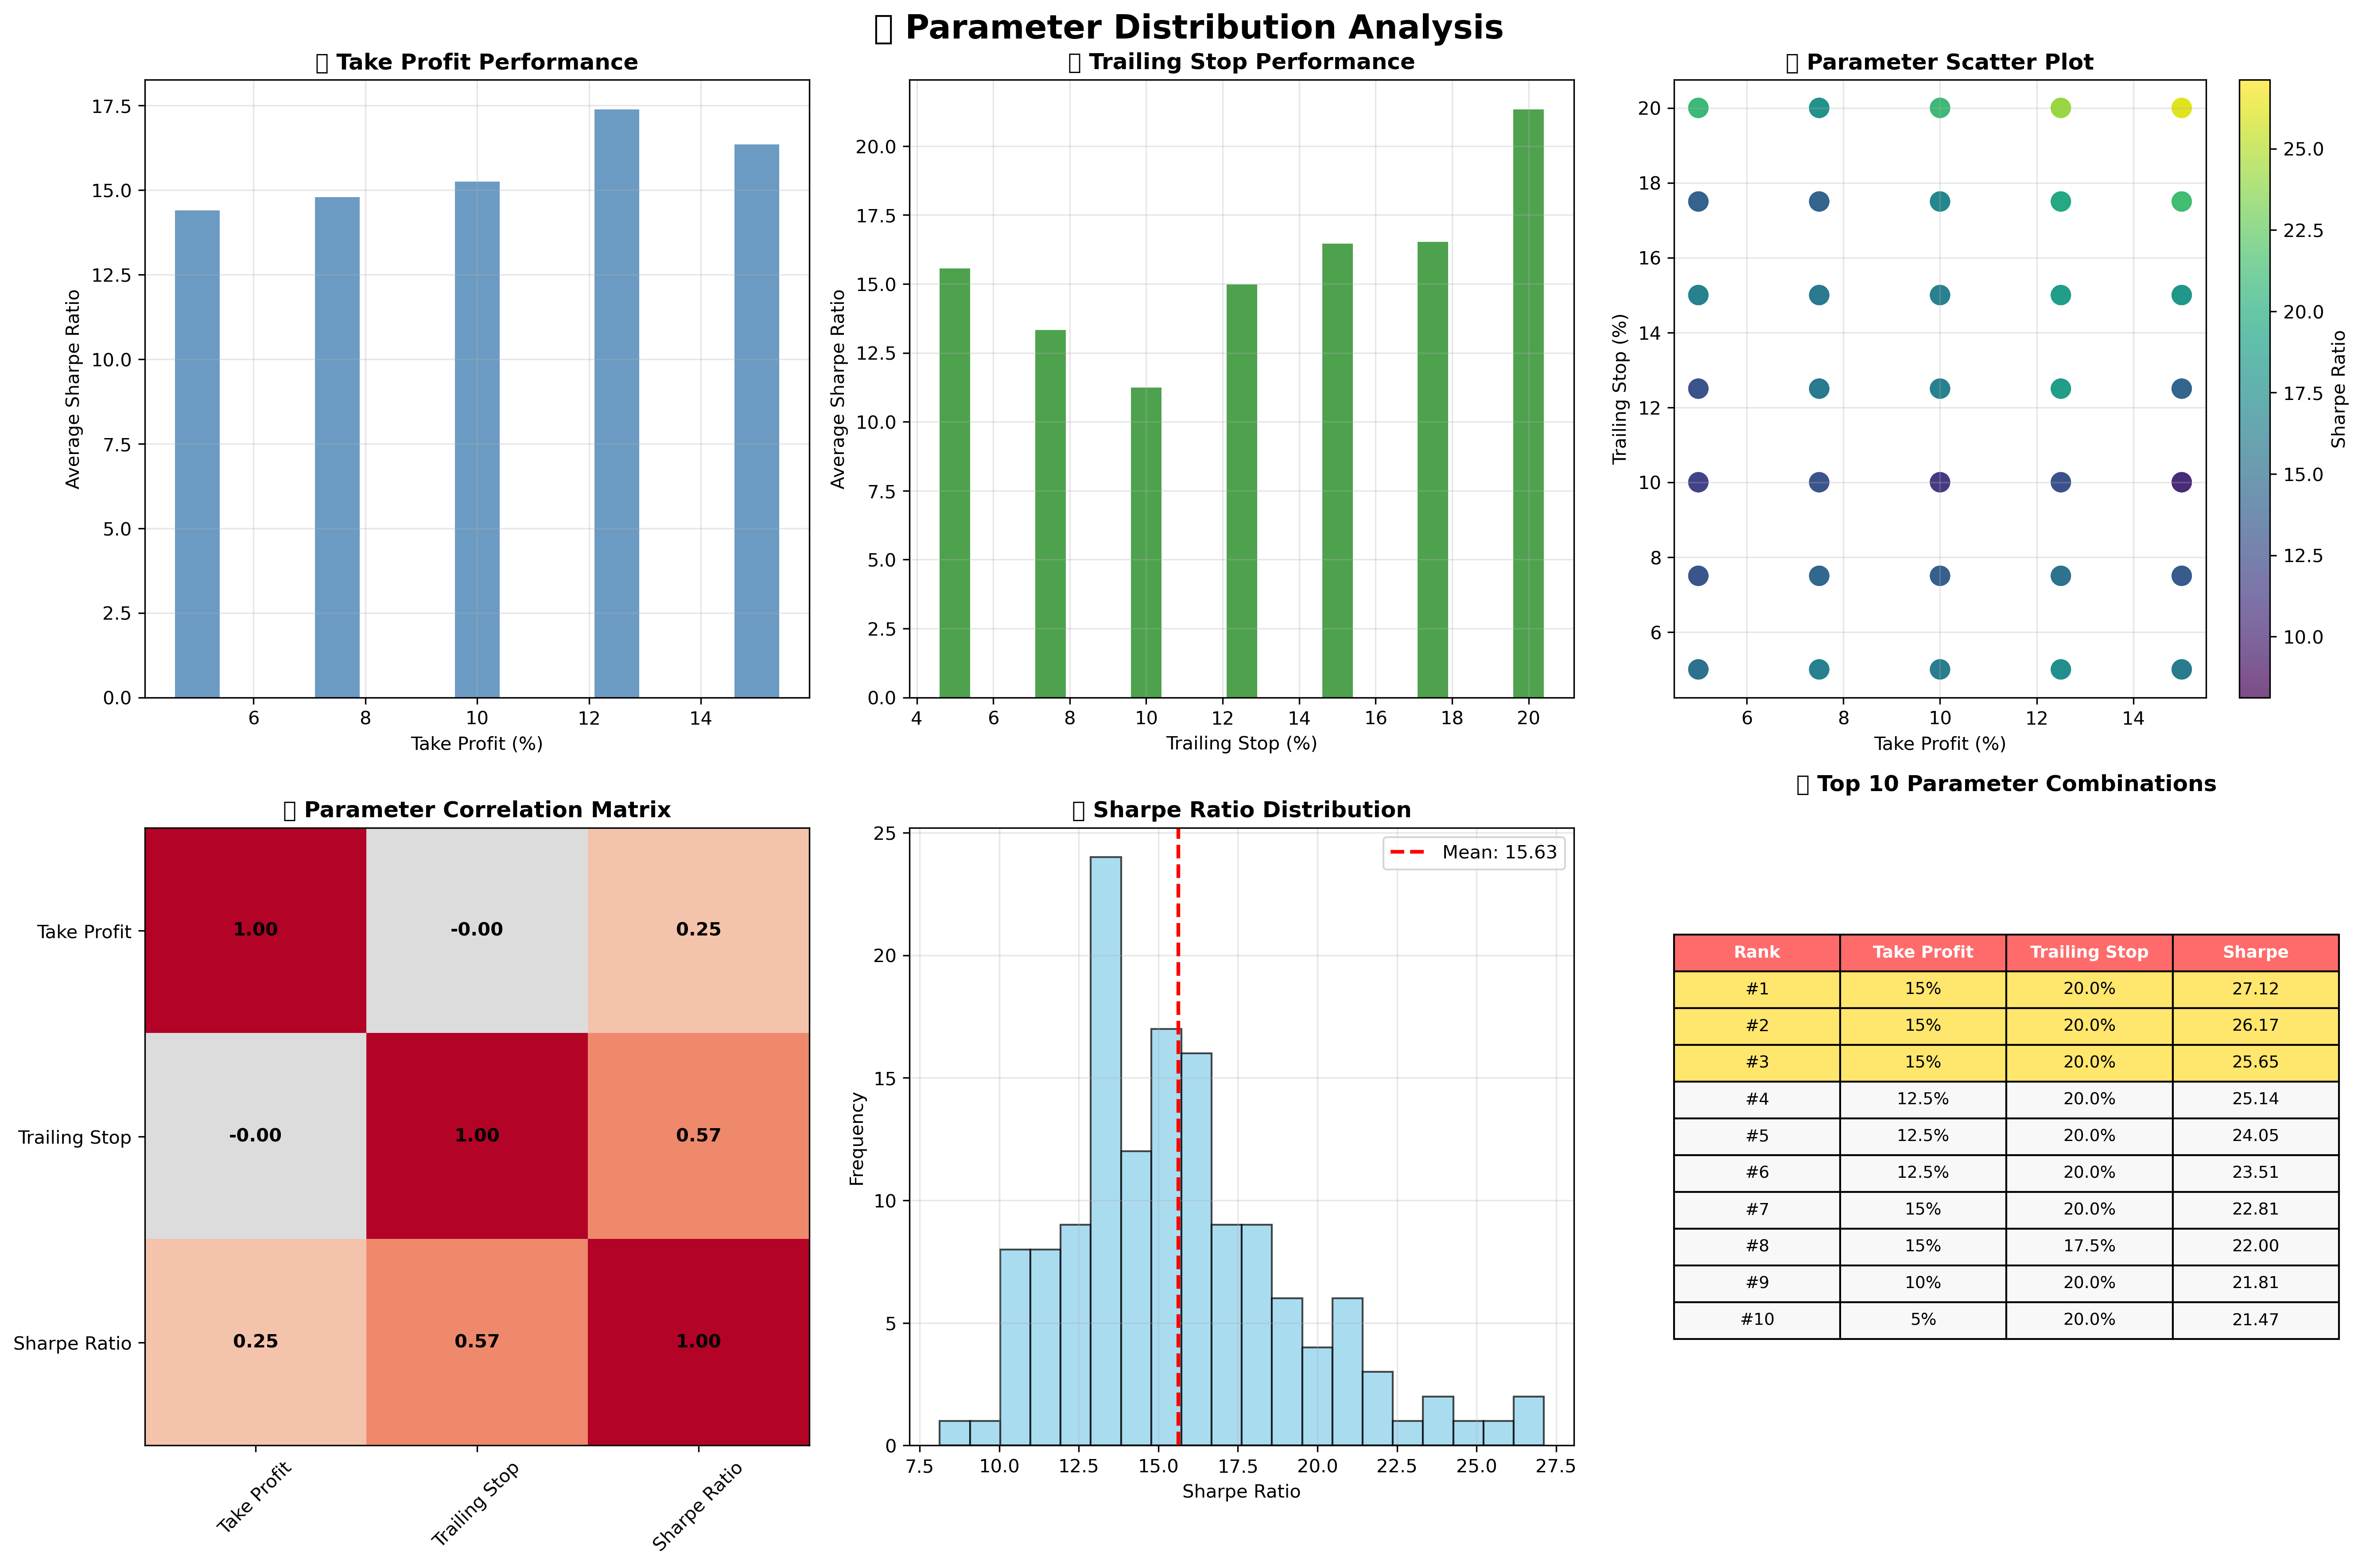 Parameter Distribution Analysis
Take Profit Performance
17.5
15.0
12.5
10.0
7.5
5.0
2.5
0.0
Average Sharpe Ratio
6 8 10 12 14
Take Profit (%)
Trailing Stop Performance
20.0
17.5
15.0
12.5
10.0
7.5
5.0
2.5
0.0
Average Sharpe Ratio
4 6 8 10 12 14 16 18 20
Trailing Stop (%)
Parameter Scatter Plot
20
18
16
14
12
10
8
6
Trailing Stop (%)
6 8 10 12 14
Take Profit (%)
25.0
22.5
20.0
17.5
15.0
12.5
10.0
Sharpe Ratio
Parameter Correlation Matrix
Take Profit 1.00 -0.00 0.25
Trailing Stop -0.00 1.00 0.57
Sharpe Ratio 0.25 0.57 1.00
Take Profit Trailing Stop Sharpe Ratio
Sharpe Ratio Distribution
Mean: 15.63
25
20
15
10
5
0
Frequency
7.5 10.0 12.5 15.0 17.5 20.0 22.5 25.0 27.5
Sharpe Ratio
Top 10 Parameter Combinations
Rank Take Profit Trailing Stop Sharpe
#1 15% 20.0% 27.12
#2 15% 20.0% 26.17
#3 15% 20.0% 25.65
#4 12.5% 20.0% 25.14
#5 12.5% 20.0% 24.05
#6 12.5% 20.0% 23.51
#7 15% 20.0% 22.81
#8 15% 17.5% 22.00
#9 10% 20.0% 21.81
#10 5% 20.0% 21.47